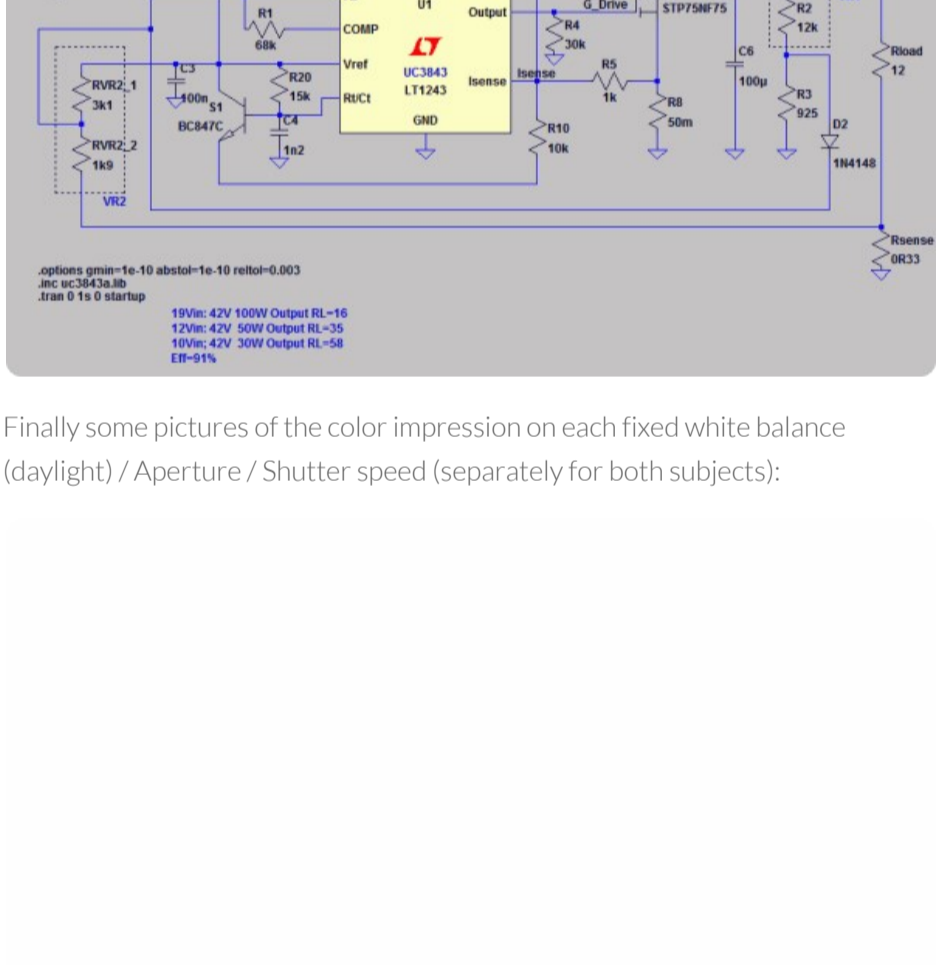 U1
Output
G_Drive
STP75NF75
R1
68k
COMP
R4
30k
R2
12k
Vref
UC3843
LT1243
Isense
Isense
R5
1k
C6
100µ
Rload
12
RVR2_1
3k1
C3
100n
S1
BC847C
R20
15k
Rt/Ct
R8
50m
R3
925
C4
1n2
GND
R10
10k
D2
1N4148
RVR2_2
1k9
VR2
Rsense
0R33
.options gmin=1e-10 abstol=1e-10 reltol=0.003
.inc uc3843a.lib
.tran 0 1s 0 startup
19Vin: 42V 100W Output RL=16
12Vin: 42V 50W Output RL=35
10Vin; 42V 30W Output RL=58
Eff=91%
Finally some pictures of the color impression on each fixed white balance
(daylight) / Aperture / Shutter speed (separately for both subjects):